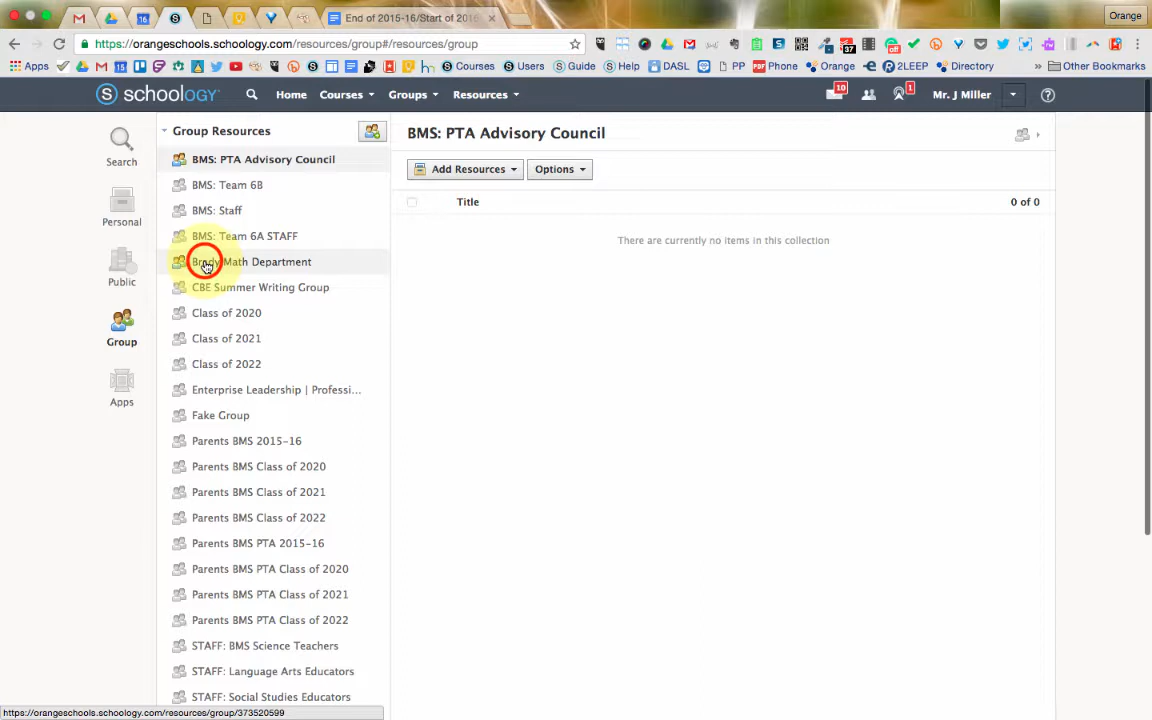 End of 2015-16/Start of 2016
Orange
https://orangeschools.schoology.com/resources/group#/resources/group
37
Apps
Courses
Users
Guide
Help
DASL
PP
Phone
Orange
2LEEP
Directory
» Other Bookmarks
schoology
Home
Courses
Groups
Resources
10
1
Mr. J Miller
Search
Personal
Public
Group
Apps
Group Resources
BMS: PTA Advisory Council
BMS: Team 6B
BMS: Staff
BMS: Team 6A STAFF
Brady Math Department
CBE Summer Writing Group
Class of 2020
Class of 2021
Class of 2022
Enterprise Leadership | Professi...
Fake Group
Parents BMS 2015-16
Parents BMS Class of 2020
Parents BMS Class of 2021
Parents BMS Class of 2022
Parents BMS PTA 2015-16
Parents BMS PTA Class of 2020
Parents BMS PTA Class of 2021
Parents BMS PTA Class of 2022
STAFF: BMS Science Teachers
STAFF: Language Arts Educators
STAFF: Social Studies Educators
BMS: PTA Advisory Council
Add Resources
Options
Title
0 of 0
There are currently no items in this collection
https://orangeschools.schoology.com/resources/group/373520599